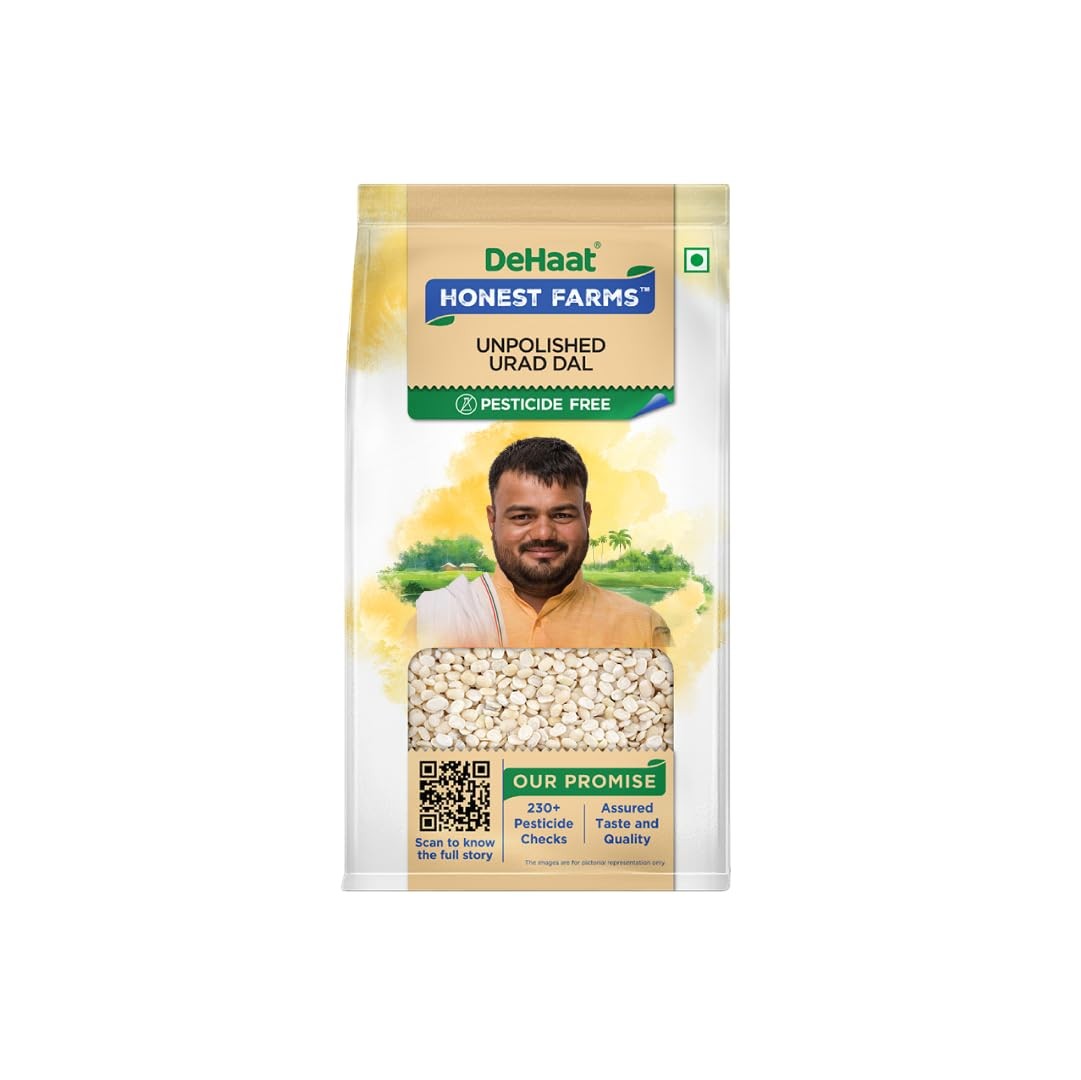 DeHaat®
HONEST FARMS™
UNPOLISHED
URAD DAL
PESTICIDE FREE
OUR PROMISE
230+
Pesticide
Checks
Assured
Taste and
Quality
Scan to know
the full story
The images are for pictorial representation only